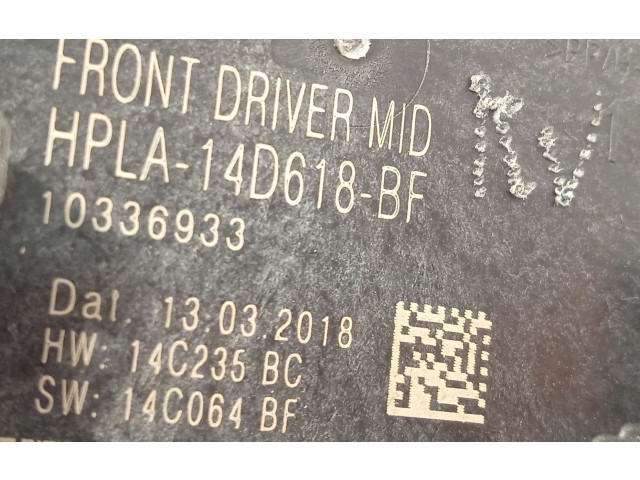 FRONT DRIVER MID
HPLA-14D618-BF
10336933
Dat. 13.03.2018
HW: 14C235 BC
SW: 14C064 BF